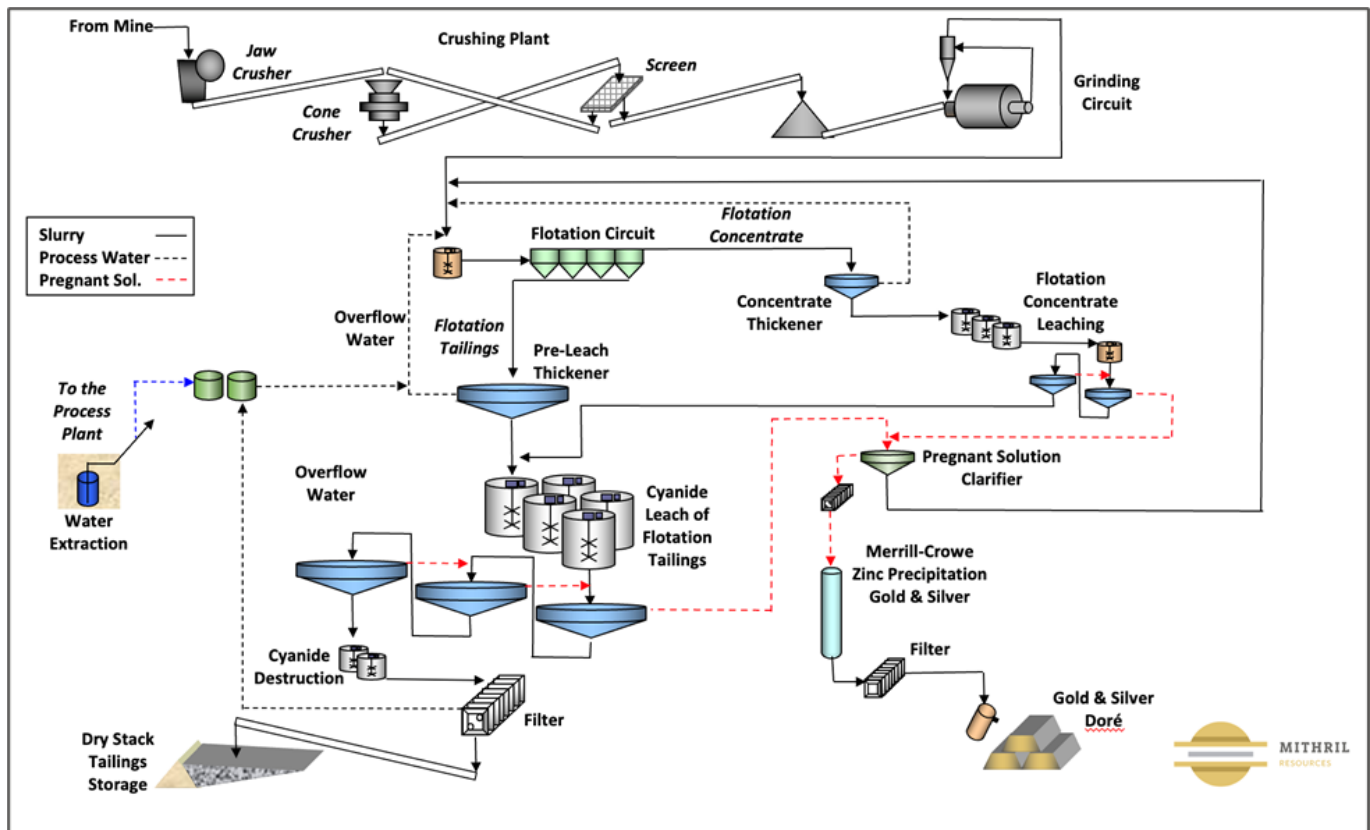 From Mine
Crushing Plant
Jaw
Crusher
Screen
Cone
Crusher
Grinding
Circuit
Slurry
Process Water
Pregnant Sol.
Flotation Circuit
Flotation
Concentrate
Overflow
Water
Flotation
Tailings
Concentrate
Thickener
Flotation
Concentrate
Leaching
Pre-Leach
Thickener
To the
Process
Plant
Water
Extraction
Overflow
Water
Cyanide
Leach of
Flotation
Tailings
Pregnant Solution
Clarifier
Merrill-Crowe
Zinc Precipitation
Gold & Silver
Cyanide
Destruction
Filter
Filter
Dry Stack
Tailings
Storage
Gold & Silver
Doré
MITHRIL
RESOURCES